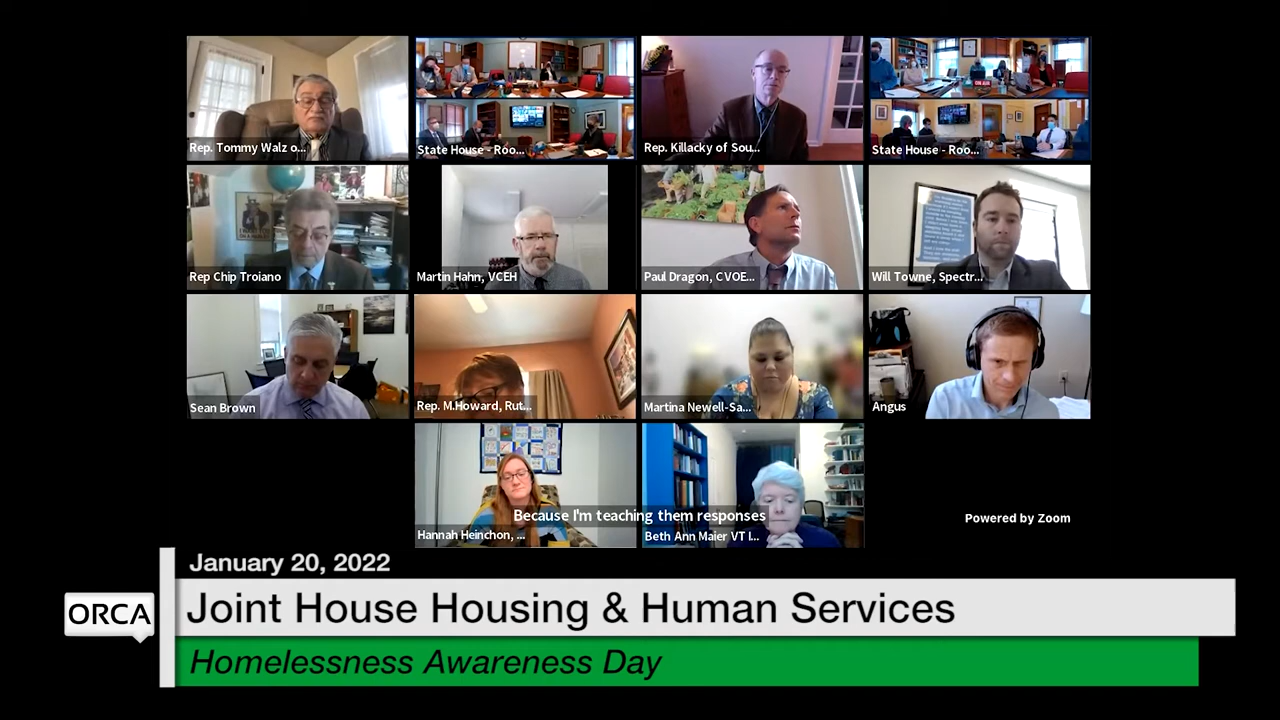 Rep. Tommy Walz o...
State House - Roo...
Rep. Killacky of Sou...
State House - Roo...
Rep Chip Troiano
Martin Hahn, VCEH
Paul Dragon, CVOE...
Will Towne, Spectr...
Sean Brown
Rep. M.Howard, Rut...
Martina Newell-Sa...
Angus
Because I'm teaching them responses
Hannah Heinchon, ...
Beth Ann Maier VT I...
Powered by Zoom
January 20, 2022
ORCA
Joint House Housing & Human Services
Homelessness Awareness Day